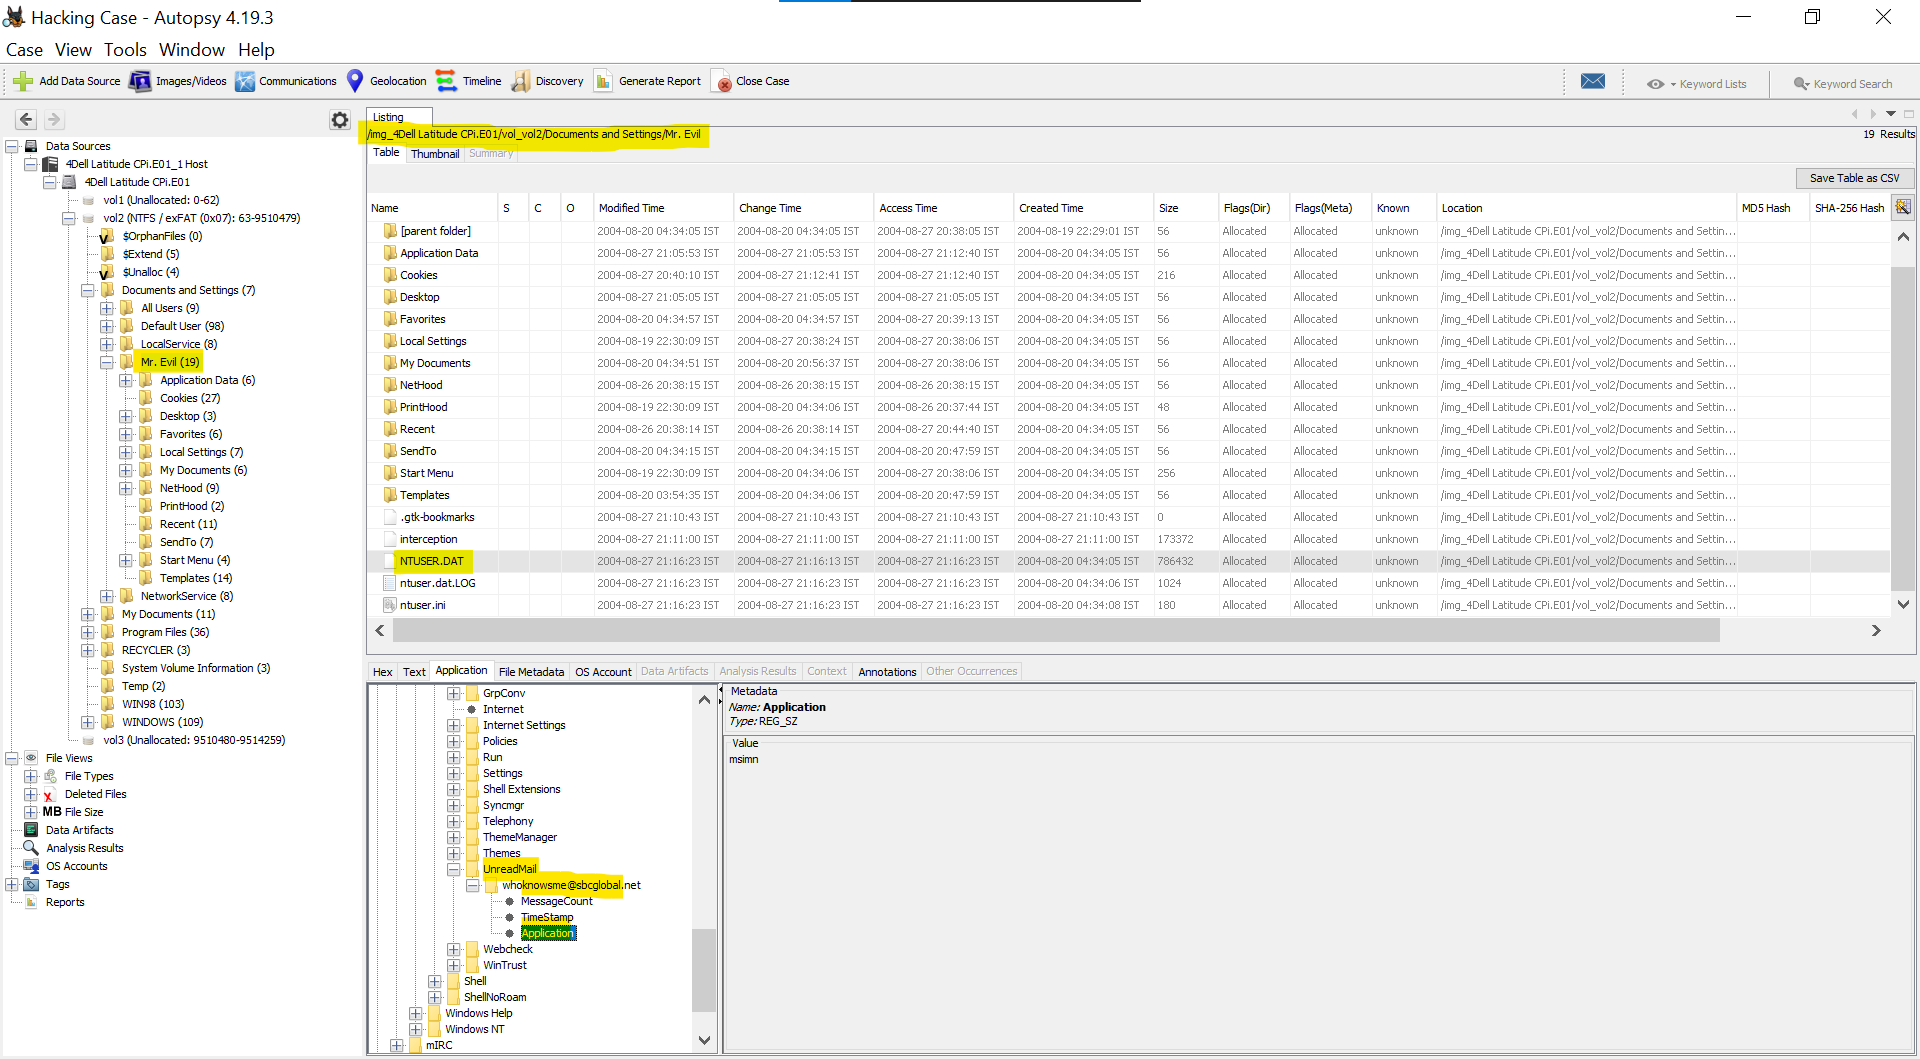 Hacking Case - Autopsy 4.19.3
Case View Tools Window Help
Add Data Source Images/Videos Communications Geolocation Timeline Discovery Generate Report Close Case Keyword Lists Keyword Search
Data Sources
4Dell Latitude CPi.E01_1 Host
4Dell Latitude CPi.E01
vol1 (Unallocated: 0-62)
vol2 (NTFS / exFAT (0x07): 63-9510479)
$OrphanFiles (0)
$Extend (5)
$Unalloc (4)
Documents and Settings (7)
All Users (9)
Default User (98)
LocalService (8)
Mr. Evil (19)
Application Data (6)
Cookies (27)
Desktop (3)
Favorites (6)
Local Settings (7)
My Documents (6)
NetHood (9)
PrintHood (2)
Recent (11)
SendTo (7)
Start Menu (4)
Templates (14)
NetworkService (8)
My Documents (11)
Program Files (36)
RECYCLER (3)
System Volume Information (3)
Temp (2)
WIN98 (103)
WINDOWS (109)
vol3 (Unallocated: 9510480-9514259)
File Views
File Types
Deleted Files
MB File Size
Data Artifacts
Analysis Results
OS Accounts
Tags
Reports
Listing
/img_4Dell Latitude CPi.E01/vol_vol2/Documents and Settings/Mr. Evil
19 Results
Table Thumbnail Summary
Save Table as CSV
Name S C O Modified Time Change Time Access Time Created Time Size Flags(Dir) Flags(Meta) Known Location MD5 Hash SHA-256 Hash
[parent folder] 2004-08-20 04:34:05 IST 2004-08-20 04:34:05 IST 2004-08-27 20:38:05 IST 2004-08-19 22:29:01 IST 56 Allocated Allocated unknown /img_4Dell Latitude CPi.E01/vol_vol2/Documents and Settin...
Application Data 2004-08-27 21:05:53 IST 2004-08-27 21:05:53 IST 2004-08-27 21:12:40 IST 2004-08-20 04:34:05 IST 56 Allocated Allocated unknown /img_4Dell Latitude CPi.E01/vol_vol2/Documents and Settin...
Cookies 2004-08-27 20:40:10 IST 2004-08-27 21:12:41 IST 2004-08-27 21:12:40 IST 2004-08-20 04:34:05 IST 216 Allocated Allocated unknown /img_4Dell Latitude CPi.E01/vol_vol2/Documents and Settin...
Desktop 2004-08-27 21:05:05 IST 2004-08-27 21:05:05 IST 2004-08-27 21:05:05 IST 2004-08-20 04:34:05 IST 56 Allocated Allocated unknown /img_4Dell Latitude CPi.E01/vol_vol2/Documents and Settin...
Favorites 2004-08-20 04:34:57 IST 2004-08-20 04:34:57 IST 2004-08-27 20:39:13 IST 2004-08-20 04:34:05 IST 56 Allocated Allocated unknown /img_4Dell Latitude CPi.E01/vol_vol2/Documents and Settin...
Local Settings 2004-08-19 22:30:09 IST 2004-08-27 20:38:24 IST 2004-08-27 20:38:06 IST 2004-08-20 04:34:05 IST 56 Allocated Allocated unknown /img_4Dell Latitude CPi.E01/vol_vol2/Documents and Settin...
My Documents 2004-08-20 04:34:51 IST 2004-08-20 20:56:37 IST 2004-08-27 20:38:06 IST 2004-08-20 04:34:05 IST 56 Allocated Allocated unknown /img_4Dell Latitude CPi.E01/vol_vol2/Documents and Settin...
NetHood 2004-08-26 20:38:15 IST 2004-08-26 20:38:15 IST 2004-08-26 20:38:15 IST 2004-08-20 04:34:05 IST 56 Allocated Allocated unknown /img_4Dell Latitude CPi.E01/vol_vol2/Documents and Settin...
PrintHood 2004-08-19 22:30:09 IST 2004-08-20 04:34:06 IST 2004-08-26 20:37:44 IST 2004-08-20 04:34:05 IST 48 Allocated Allocated unknown /img_4Dell Latitude CPi.E01/vol_vol2/Documents and Settin...
Recent 2004-08-26 20:38:14 IST 2004-08-26 20:38:14 IST 2004-08-27 20:44:40 IST 2004-08-20 04:34:05 IST 56 Allocated Allocated unknown /img_4Dell Latitude CPi.E01/vol_vol2/Documents and Settin...
SendTo 2004-08-20 04:34:15 IST 2004-08-20 04:34:15 IST 2004-08-20 20:47:59 IST 2004-08-20 04:34:05 IST 56 Allocated Allocated unknown /img_4Dell Latitude CPi.E01/vol_vol2/Documents and Settin...
Start Menu 2004-08-19 22:30:09 IST 2004-08-20 04:34:06 IST 2004-08-27 20:38:06 IST 2004-08-20 04:34:05 IST 256 Allocated Allocated unknown /img_4Dell Latitude CPi.E01/vol_vol2/Documents and Settin...
Templates 2004-08-20 03:54:35 IST 2004-08-20 04:34:06 IST 2004-08-20 20:47:59 IST 2004-08-20 04:34:05 IST 56 Allocated Allocated unknown /img_4Dell Latitude CPi.E01/vol_vol2/Documents and Settin...
.gtk-bookmarks 2004-08-27 21:10:43 IST 2004-08-27 21:10:43 IST 2004-08-27 21:10:43 IST 2004-08-27 21:10:43 IST 0 Allocated Allocated unknown /img_4Dell Latitude CPi.E01/vol_vol2/Documents and Settin...
interception 2004-08-27 21:11:00 IST 2004-08-27 21:11:00 IST 2004-08-27 21:11:00 IST 2004-08-27 21:11:00 IST 173372 Allocated Allocated unknown /img_4Dell Latitude CPi.E01/vol_vol2/Documents and Settin...
NTUSER.DAT 2004-08-27 21:16:23 IST 2004-08-27 21:16:13 IST 2004-08-27 21:16:23 IST 2004-08-20 04:34:05 IST 786432 Allocated Allocated unknown /img_4Dell Latitude CPi.E01/vol_vol2/Documents and Settin...
ntuser.dat.LOG 2004-08-27 21:16:23 IST 2004-08-27 21:16:23 IST 2004-08-27 21:16:23 IST 2004-08-20 04:34:06 IST 1024 Allocated Allocated unknown /img_4Dell Latitude CPi.E01/vol_vol2/Documents and Settin...
ntuser.ini 2004-08-27 21:16:23 IST 2004-08-27 21:16:23 IST 2004-08-27 21:16:23 IST 2004-08-20 04:34:08 IST 180 Allocated Allocated unknown /img_4Dell Latitude CPi.E01/vol_vol2/Documents and Settin...
Hex Text Application File Metadata OS Account Data Artifacts Analysis Results Context Annotations Other Occurrences
GrpConv
Internet
Internet Settings
Policies
Run
Settings
Shell Extensions
Syncmgr
Telephony
ThemeManager
Themes
UnreadMail
whoknowsme@sbcglobal.net
MessageCount
TimeStamp
Application
Webcheck
WinTrust
Shell
ShellNoRoam
Windows Help
Windows NT
mIRC
Metadata
Name: Application
Type: REG_SZ
Value
msimn